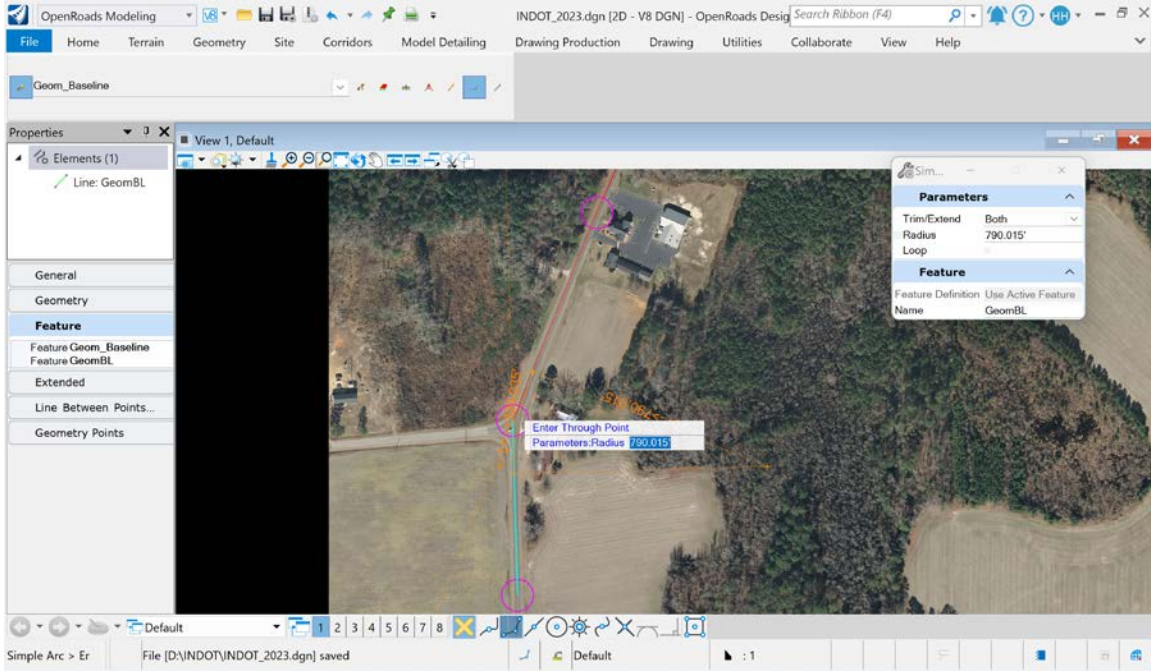 OpenRoads Modeling
INDOT_2023.dgn [2D - V8 DGN] - OpenRoads Desig
Search Ribbon (F4)
HH
File Home Terrain Geometry Site Corridors Model Detailing Drawing Production Drawing Utilities Collaborate View Help
Geom_Baseline
Properties
Elements (1)
Line: GeomBL
General
Geometry
Feature
Feature Geom_Baseline
Feature GeomBL
Extended
Line Between Points...
Geometry Points
View 1, Default
Sim...
Parameters
Trim/Extend Both
Radius 790.015'
Loop
Feature
Feature Definition Use Active Feature
Name GeomBL
Enter Through Point
Parameters:Radius 790.015'
Default
1 2 3 4 5 6 7 8
Simple Arc > Er
File [D:\INDOT\INDOT_2023.dgn] saved
Default
: 1